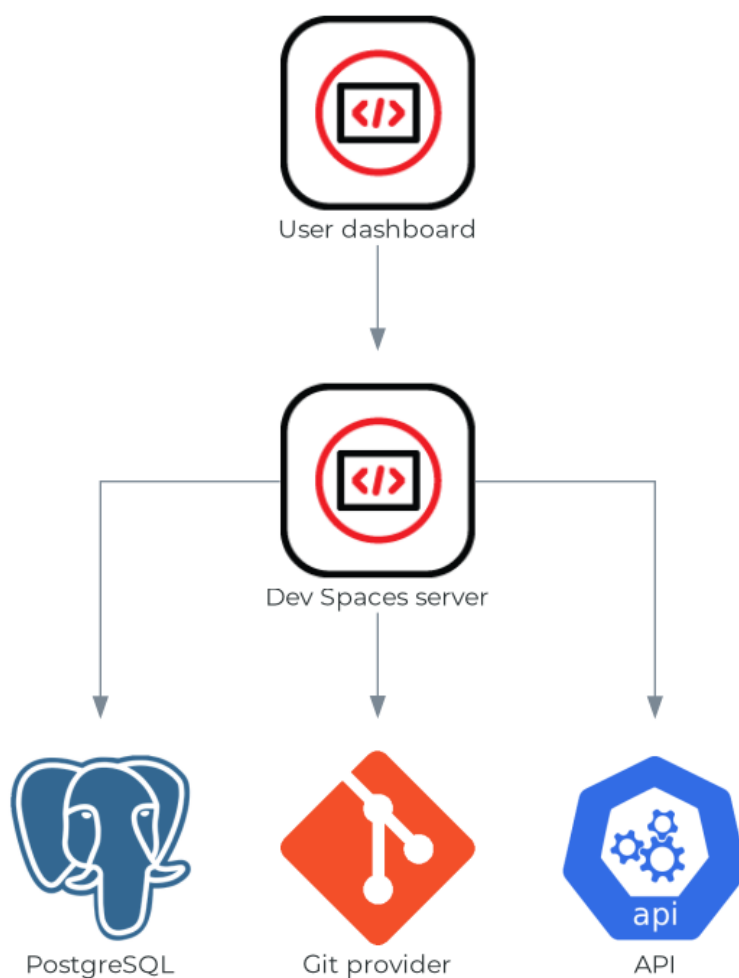 </>
User dashboard
</>
Dev Spaces server
api
PostgreSQL
Git provider
API